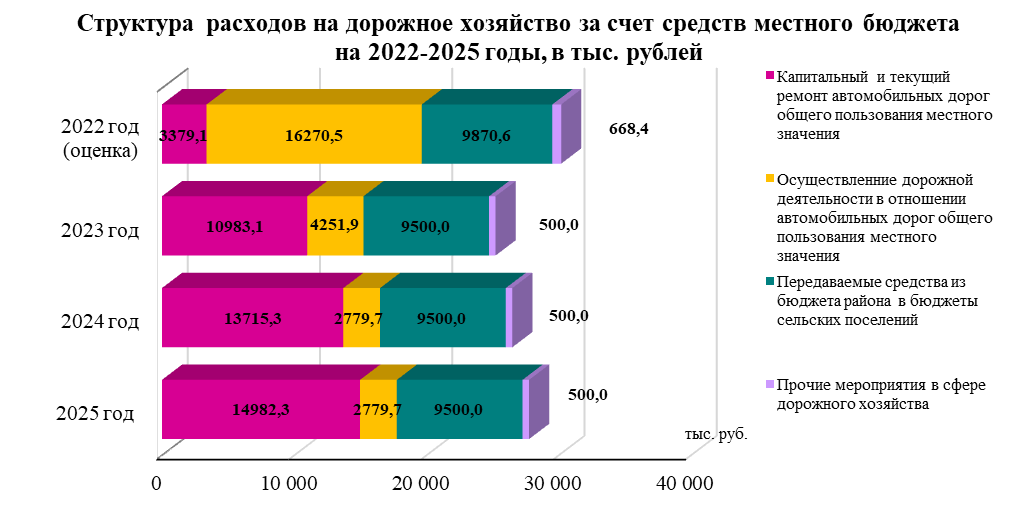 Структура расходов на дорожное хозяйство за счет средств местного бюджета
на 2022-2025 годы, в тыс. рублей
2022 год
(оценка)
3379,1
16270,5
9870,6
668,4
2023 год
10983,1
4251,9
9500,0
500,0
2024 год
13715,3
2779,7
9500,0
500,0
2025 год
14982,3
2779,7
9500,0
500,0
тыс. руб.
0
10 000
20 000
30 000
40 000
Капитальный и текущий
ремонт автомобильных дорог
общего пользования местного
значения
Осуществленние дорожной
деятельности в отношении
автомобильных дорог общего
пользования местного
значения
Передаваемые средства из
бюджета района в бюджеты
сельских поселений
Прочие мероприятия в сфере
дорожного хозяйства